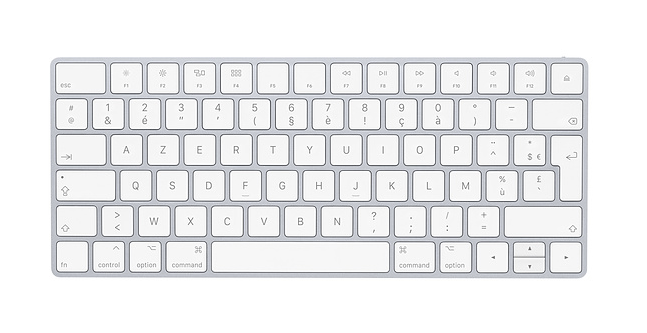 esc F1 F2 F3 F4 F5 F6 F7 F8 F9 F10 F11 F12
# 1 2 3 4 5 6 7 8 9 0 ° _
@ & é " ' ( § è ! ç à ) -
A Z E R T Y U I O P ¨ *
^ $ €
Q S D F G H J K L M % £
ù `
> W X C V B N ? . / +
< , ; : =
fn control option command command option